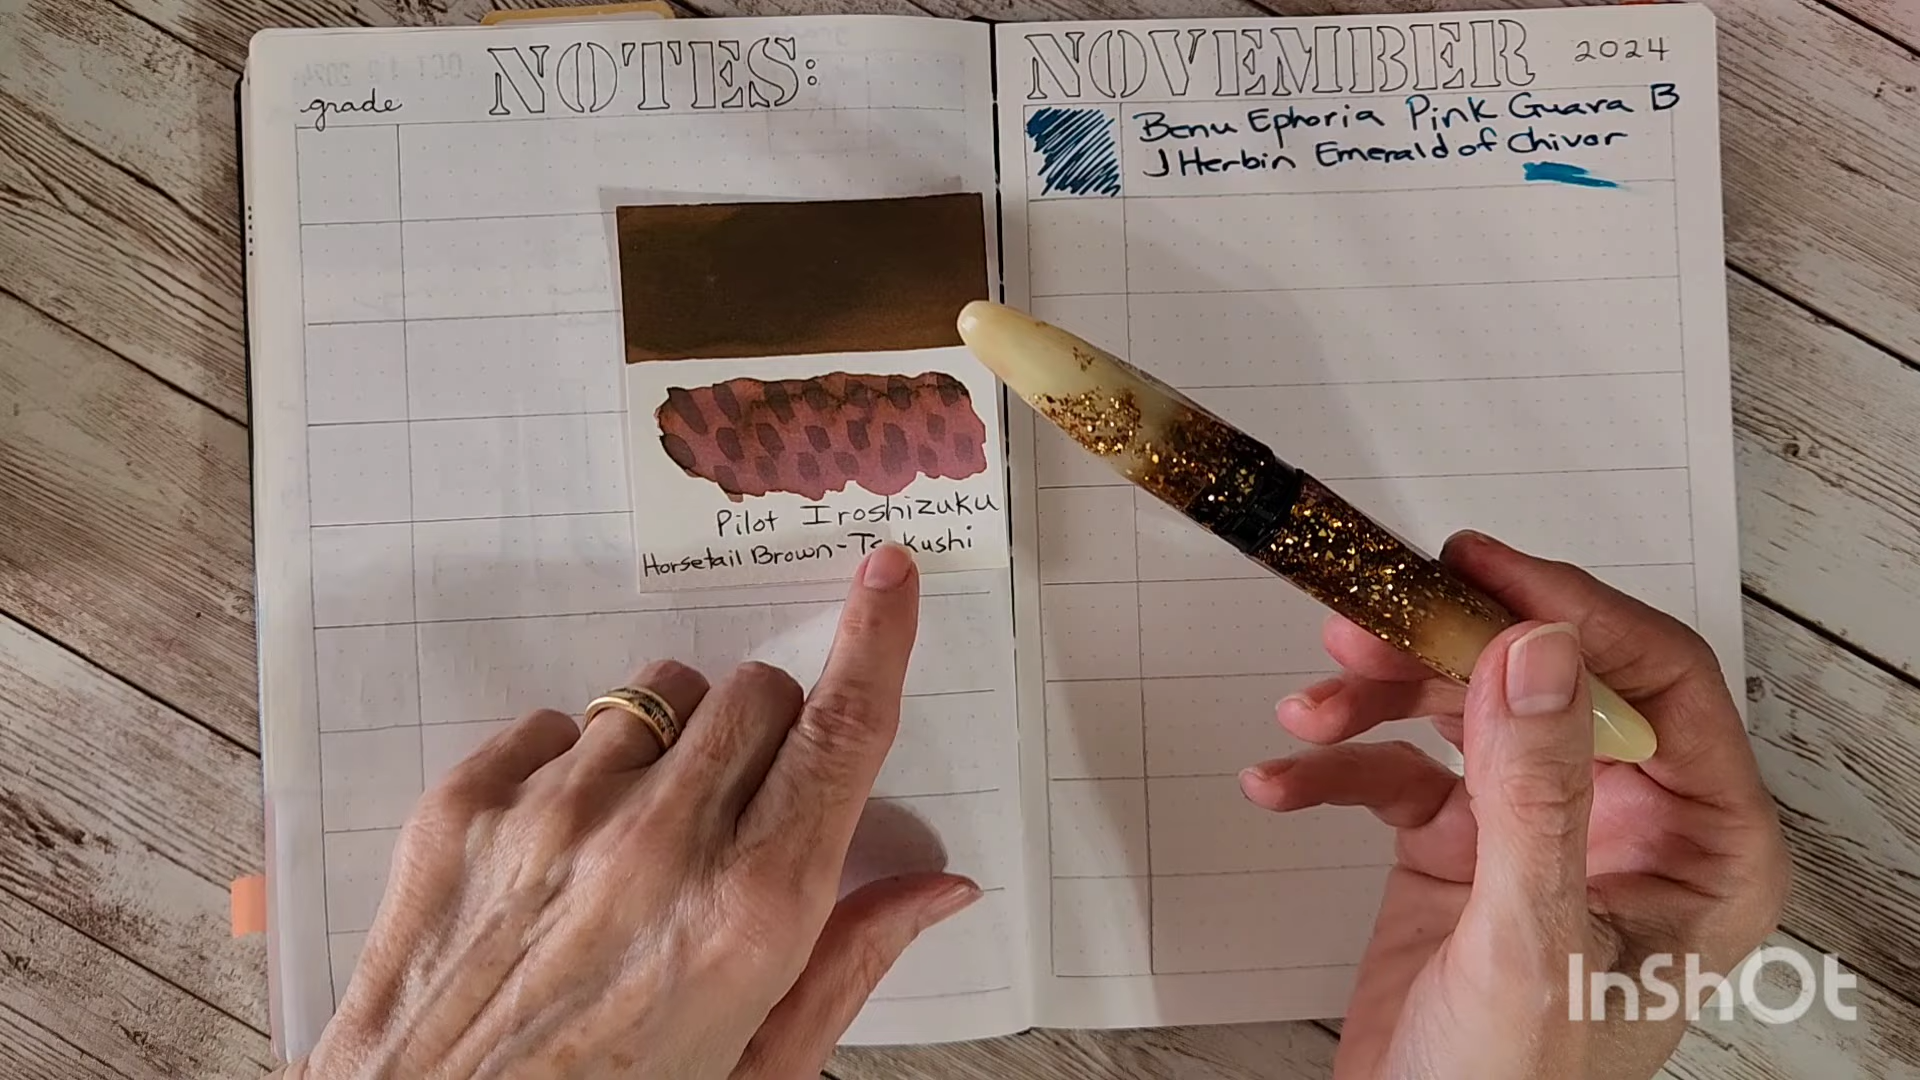 NOTES:
grade
Pilot Iroshizuku
Horsetail Brown-Tsukushi
NOVEMBER 2024
Benu Ephoria Pink Guava B
J Herbin Emerald of Chivor
InShOt